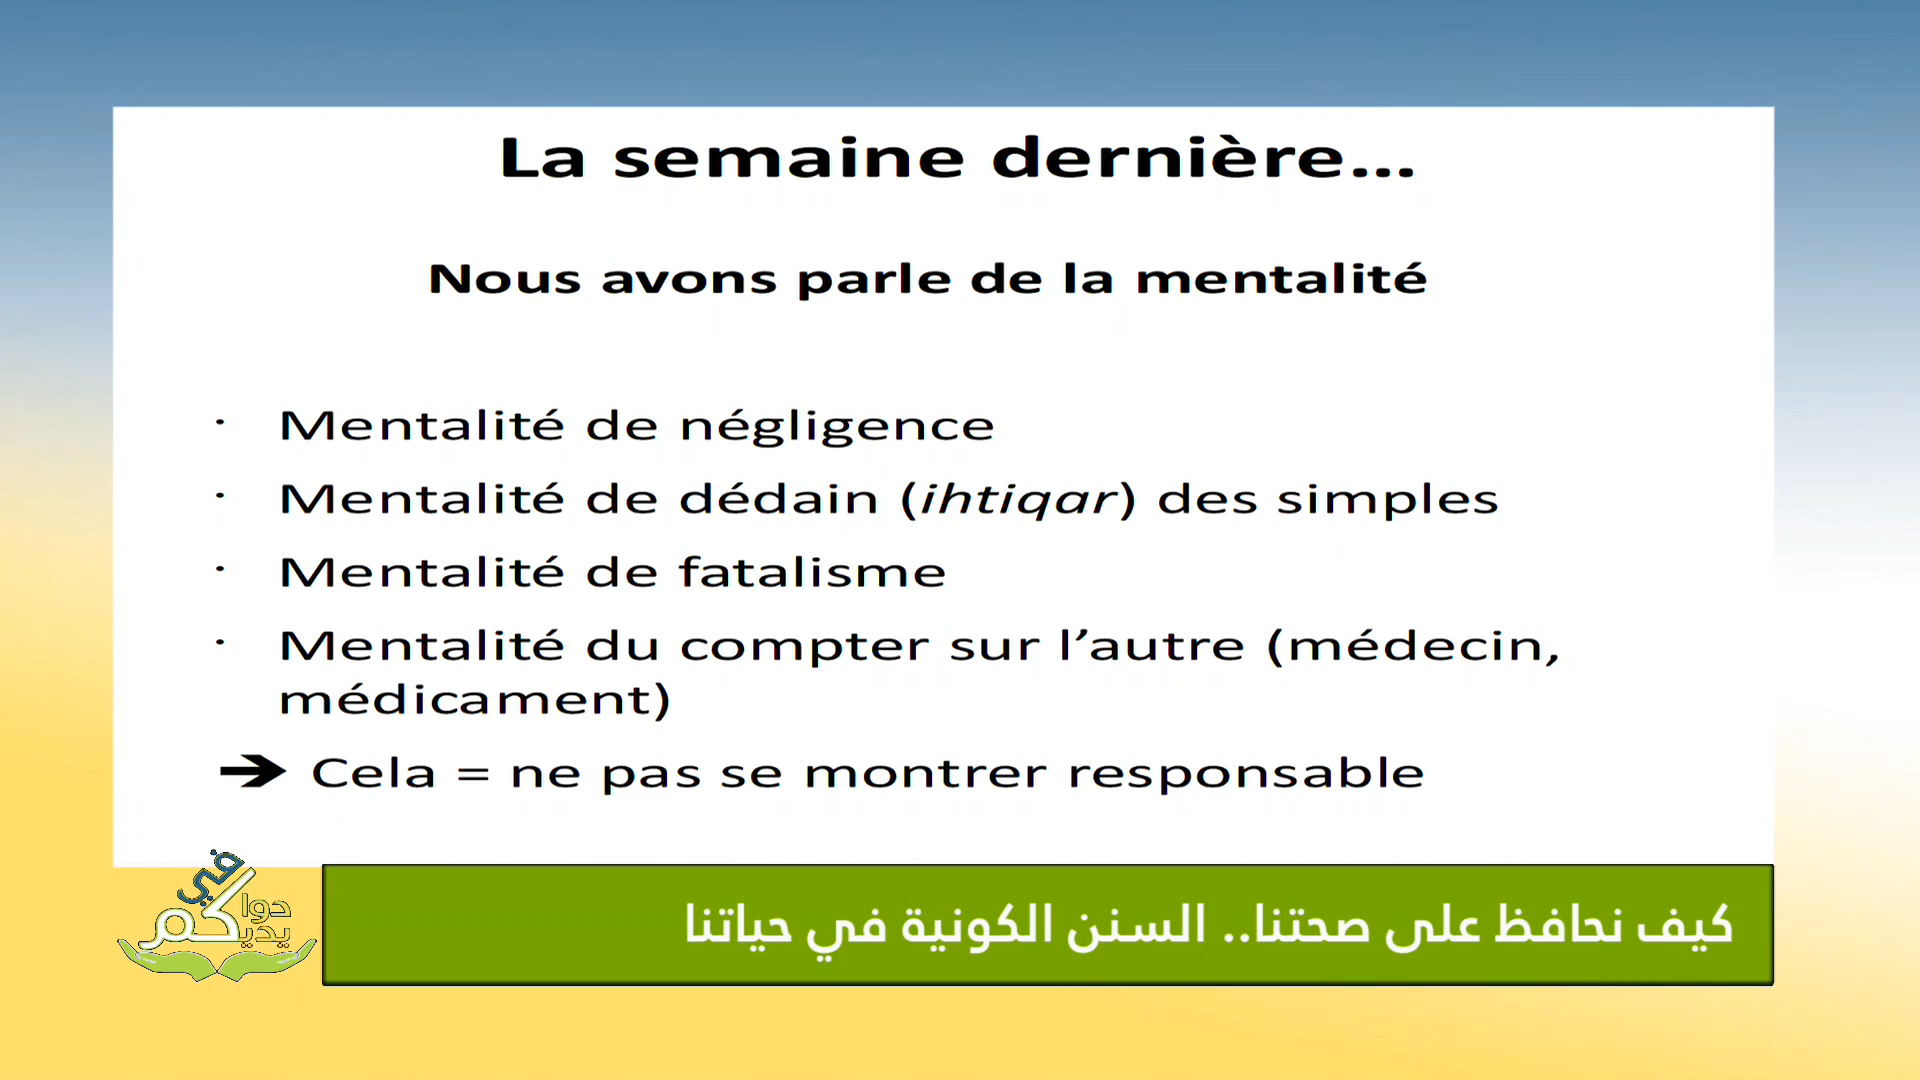 La semaine dernière...
Nous avons parle de la mentalité
· Mentalité de négligence
· Mentalité de dédain (ihtiqar) des simples
· Mentalité de fatalisme
· Mentalité du compter sur l’autre (médecin,
médicament)
➔ Cela = ne pas se montrer responsable
دواكم في يديكم
كيف نحافظ على صحتنا.. السنن الكونية في حياتنا